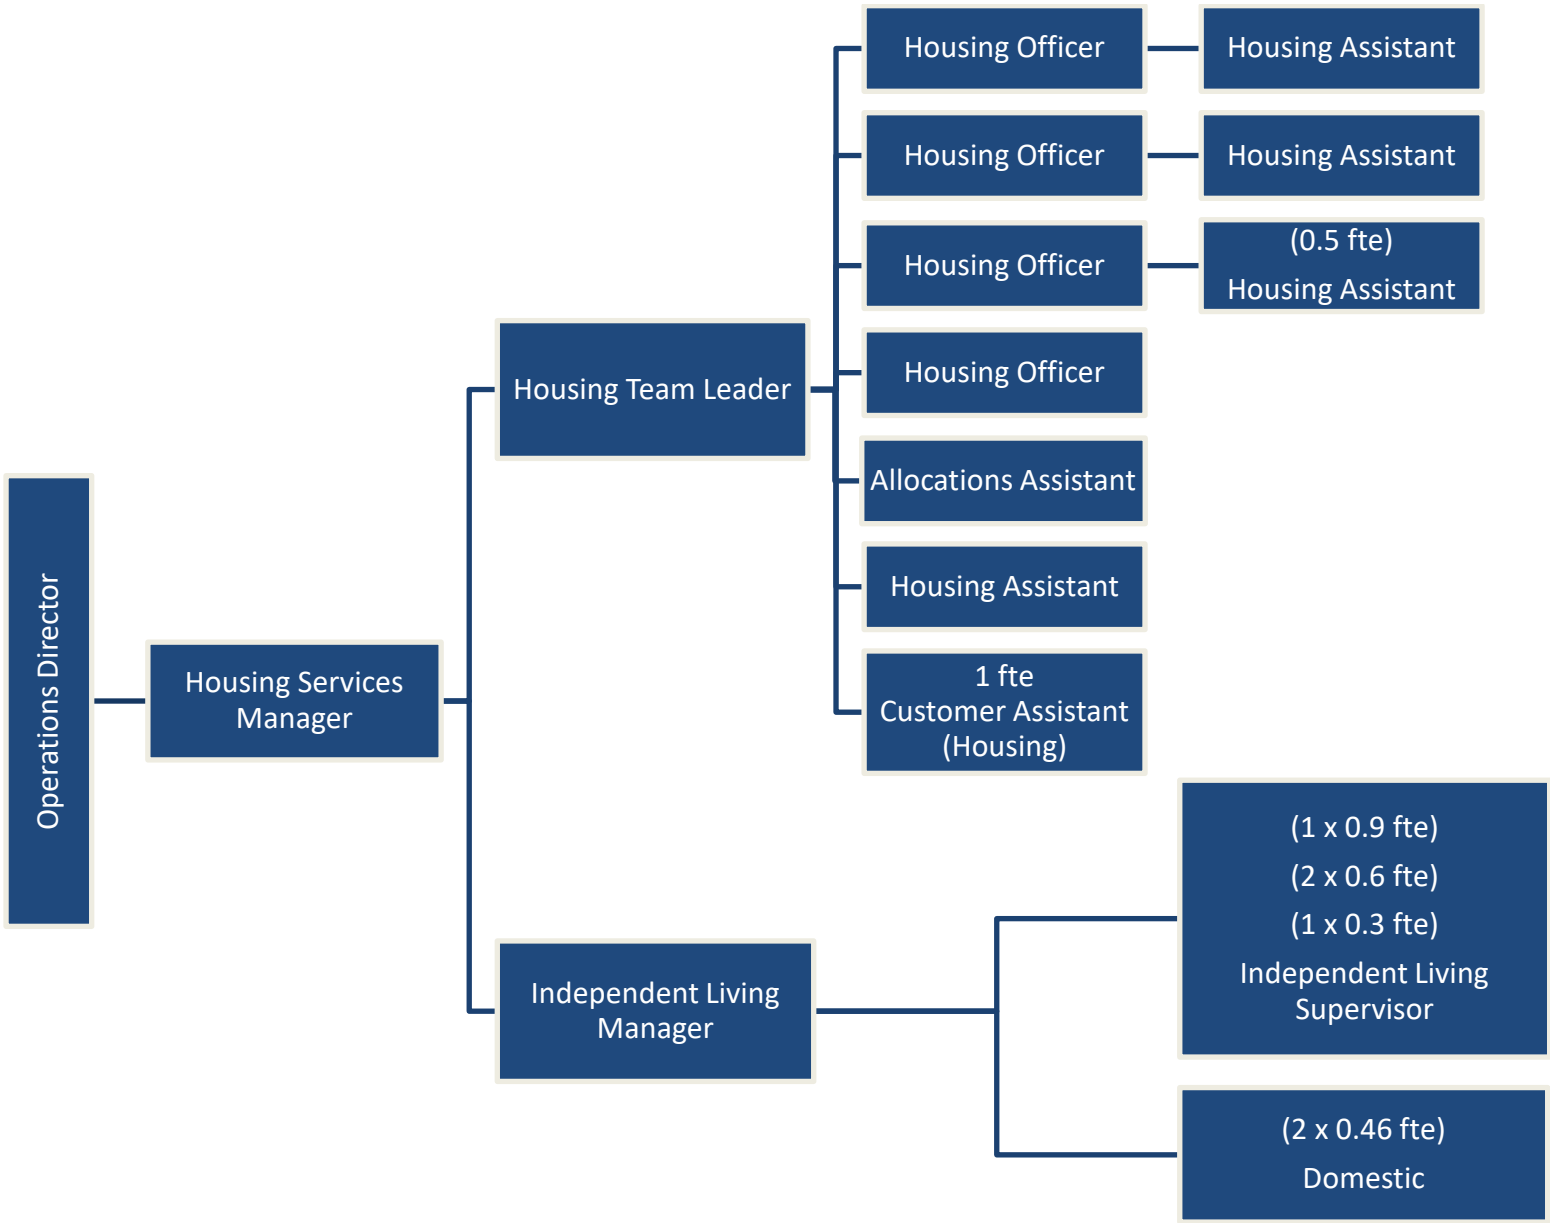 Operations Director
Housing Services
Manager
Housing Team Leader
Housing Officer
Housing Assistant
Housing Officer
Housing Assistant
Housing Officer
(0.5 fte)
Housing Assistant
Housing Officer
Allocations Assistant
Housing Assistant
1 fte
Customer Assistant
(Housing)
Independent Living
Manager
(1 x 0.9 fte)
(2 x 0.6 fte)
(1 x 0.3 fte)
Independent Living
Supervisor
(2 x 0.46 fte)
Domestic